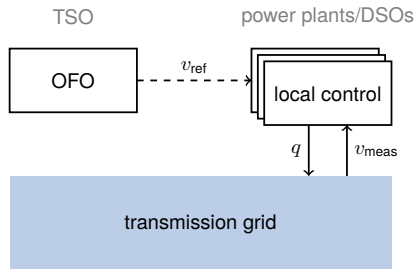 TSO
power plants/DSOs
OFO
v_ref
local control
q
v_meas
transmission grid